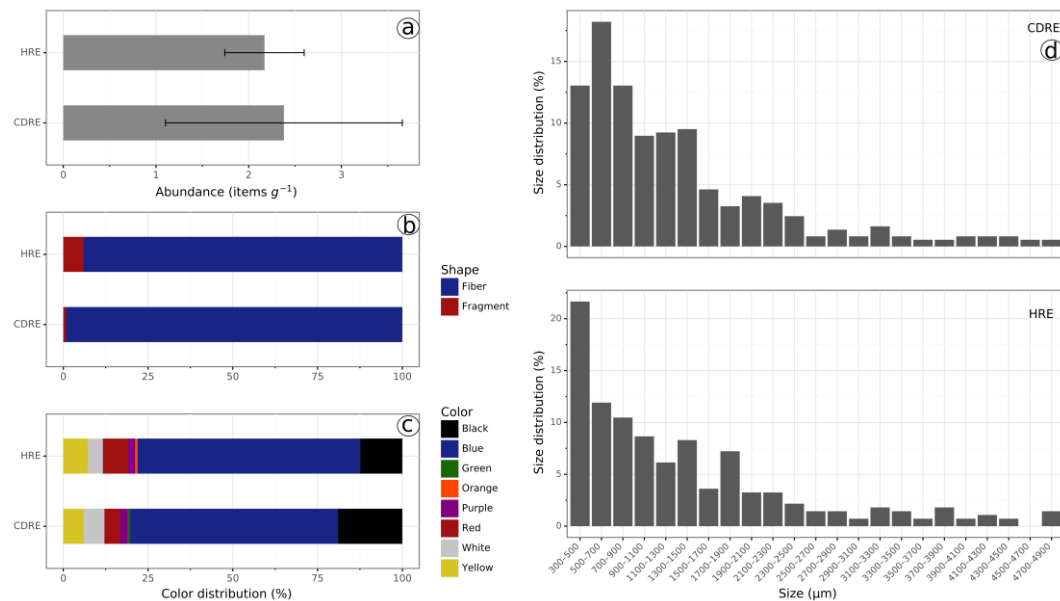 a
HRE
CDRE
0 1 2 3
Abundance (items g⁻¹)
b
HRE
CDRE
0 25 50 75 100
Shape
Fiber
Fragment
c
HRE
CDRE
0 25 50 75 100
Color distribution (%)
Color
Black
Blue
Green
Orange
Purple
Red
White
Yellow
CDRE
d
Size distribution (%)
15
10
5
0
HRE
Size distribution (%)
20
15
10
5
0
300-500 500-700 700-900 900-1100 1100-1300 1300-1500 1500-1700 1700-1900 1900-2100 2100-2300 2300-2500 2500-2700 2700-2900 2900-3100 3100-3300 3300-3500 3500-3700 3700-3900 3900-4100 4100-4300 4300-4500 4500-4700 4700-4900
Size (µm)